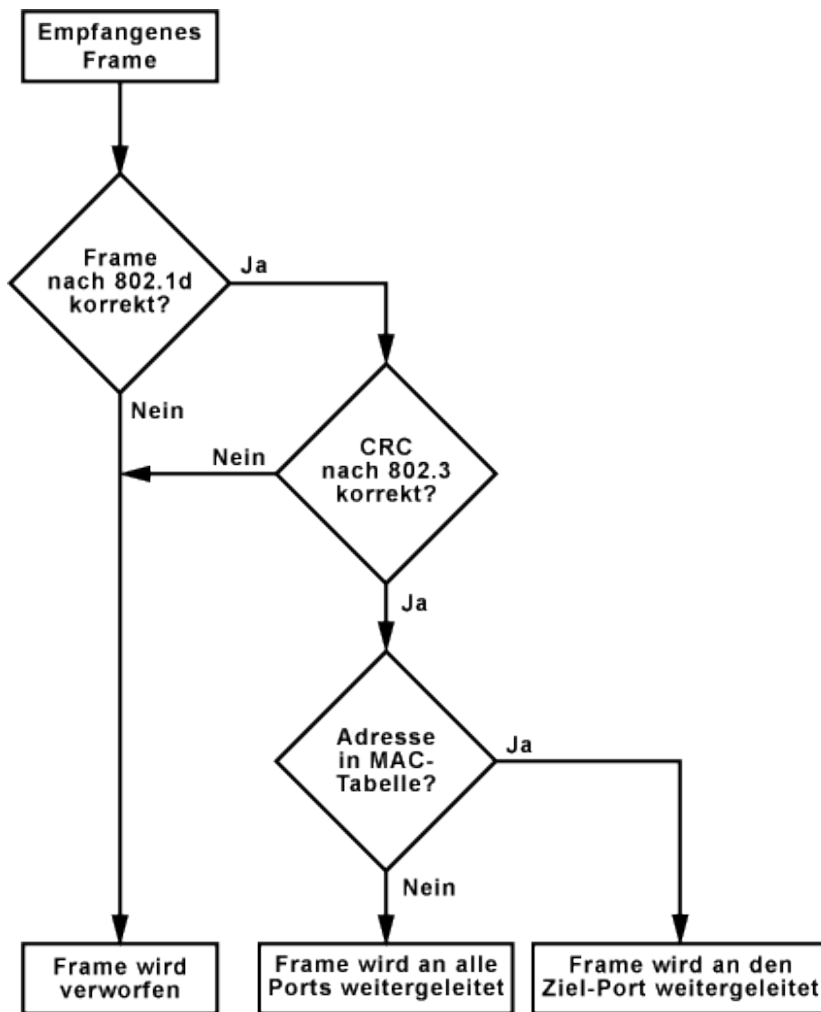 Empfangenes
Frame
Frame
nach 802.1d
korrekt?
Ja
Nein
CRC
nach 802.3
korrekt?
Nein
Ja
Adresse
in MAC-
Tabelle?
Ja
Nein
Frame wird
verworfen
Frame wird an alle
Ports weitergeleitet
Frame wird an den
Ziel-Port weitergeleitet